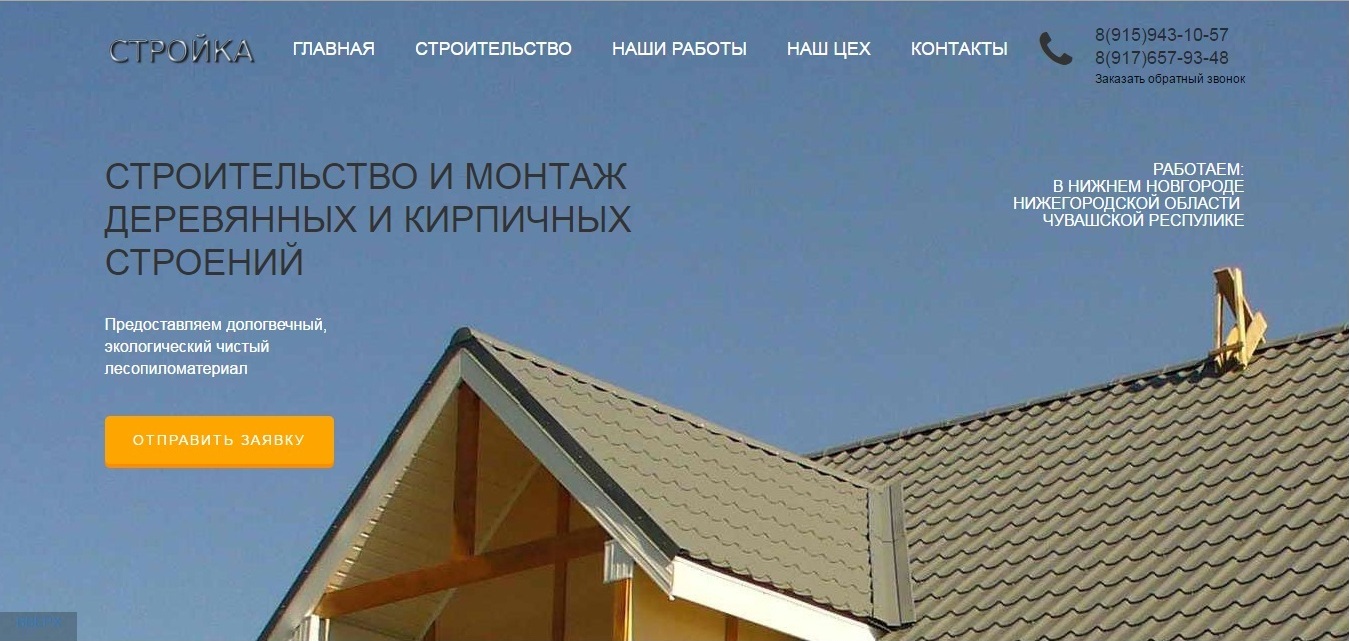 СТРОЙКА
ГЛАВНАЯ СТРОИТЕЛЬСТВО НАШИ РАБОТЫ НАШ ЦЕХ КОНТАКТЫ
8(915)943-10-57
8(917)657-93-48
Заказать обратный звонок
СТРОИТЕЛЬСТВО И МОНТАЖ
ДЕРЕВЯННЫХ И КИРПИЧНЫХ
СТРОЕНИЙ
РАБОТАЕМ:
В НИЖНЕМ НОВГОРОДЕ
НИЖЕГОРОДСКОЙ ОБЛАСТИ
ЧУВАШСКОЙ РЕСПУЛИКЕ
Предоставляем дологвечный,
экологический чистый
лесопиломатериал
ОТПРАВИТЬ ЗАЯВКУ